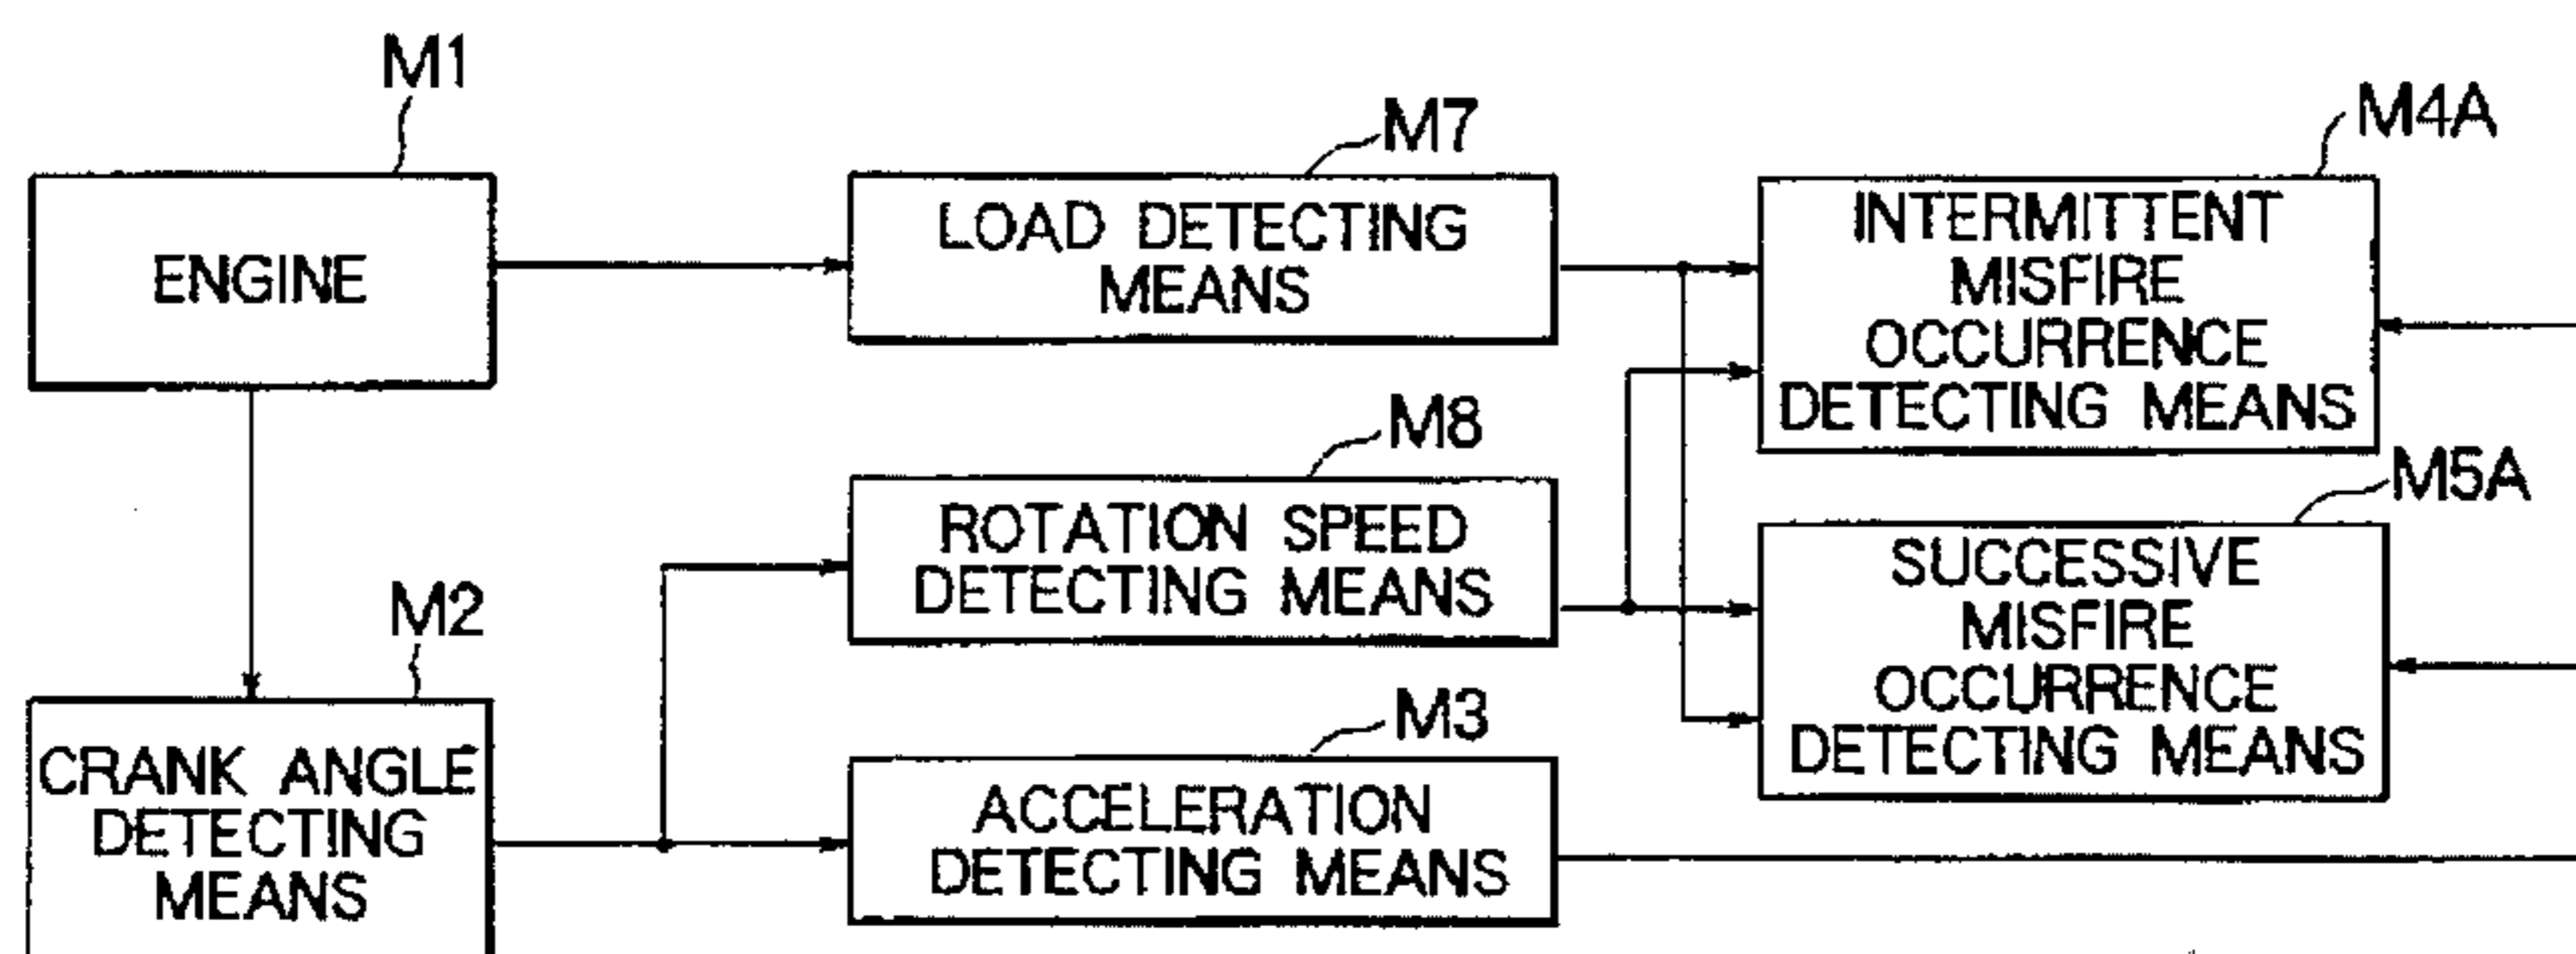 M1
ENGINE
M7
LOAD DETECTING
MEANS
M4A
INTERMITTENT
MISFIRE
OCCURRENCE
DETECTING MEANS
M8
ROTATION SPEED
DETECTING MEANS
M5A
SUCCESSIVE
MISFIRE
OCCURRENCE
DETECTING MEANS
M2
CRANK ANGLE
DETECTING
MEANS
M3
ACCELERATION
DETECTING MEANS